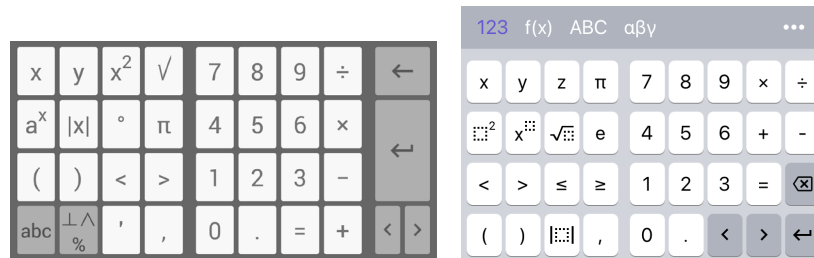 x y x² √ 7 8 9 ÷ ←
aˣ |x| ° π 4 5 6 × ↵
( ) < > 1 2 3 −
abc ⊥∧% ' , 0 . = + < >
123 f(x) ABC αβγ •••
x y z π 7 8 9 × ÷
⬚² x⬚ √⬚ e 4 5 6 + -
< > ≤ ≥ 1 2 3 = ⌫
( ) |⬚| , 0 . < > ↵